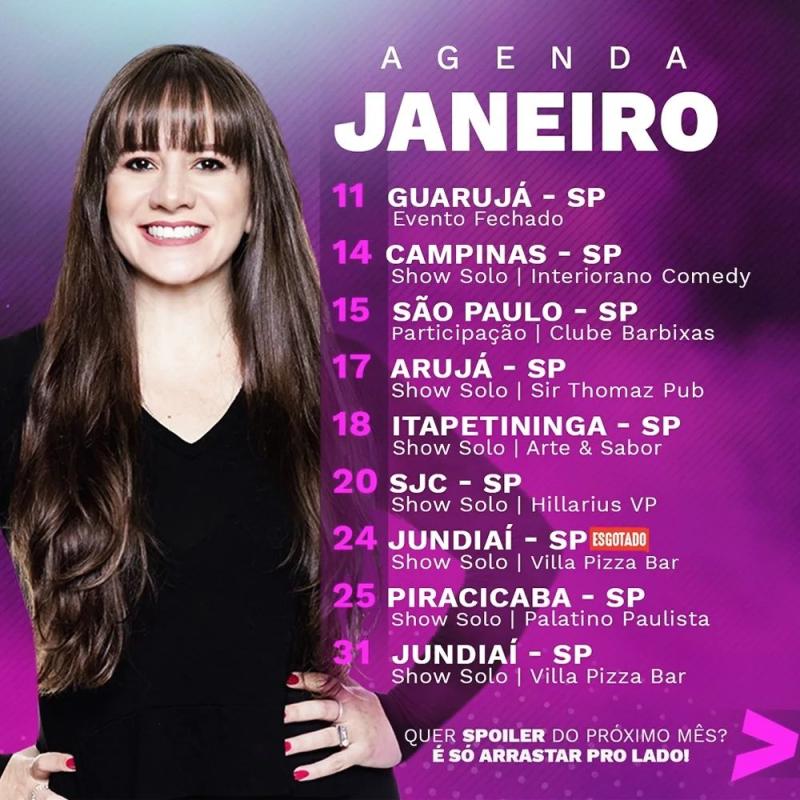 AGENDA
JANEIRO
11 GUARUJÁ - SP
Evento Fechado
14 CAMPINAS - SP
Show Solo | Interiorano Comedy
15 SÃO PAULO - SP
Participação | Clube Barbixas
17 ARUJÁ - SP
Show Solo | Sir Thomaz Pub
18 ITAPETININGA - SP
Show Solo | Arte & Sabor
20 SJC - SP
Show Solo | Hillarius VP
24 JUNDIAÍ - SP ESGOTADO
Show Solo | Villa Pizza Bar
25 PIRACICABA - SP
Show Solo | Palatino Paulista
31 JUNDIAÍ - SP
Show Solo | Villa Pizza Bar
QUER SPOILER DO PRÓXIMO MÊS?
É SÓ ARRASTAR PRO LADO!